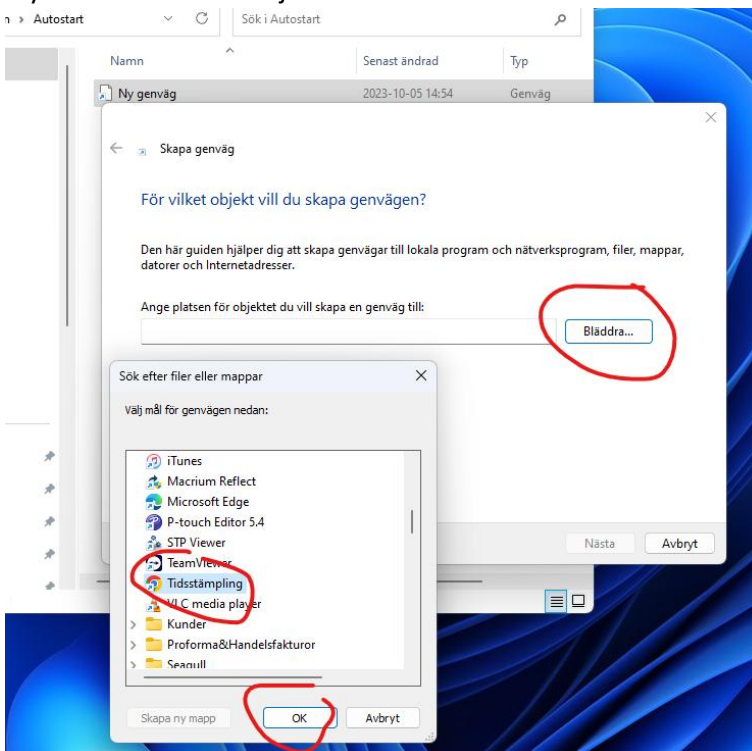 n › Autostart
Sök i Autostart
Namn
Senast ändrad
Typ
Ny genväg
2023-10-05 14:54
Genväg
Skapa genväg
För vilket objekt vill du skapa genvägen?
Den här guiden hjälper dig att skapa genvägar till lokala program och nätverksprogram, filer, mappar,
datorer och Internetadresser.
Ange platsen för objektet du vill skapa en genväg till:
Bläddra...
Sök efter filer eller mappar
Välj mål för genvägen nedan:
iTunes
Macrium Reflect
Microsoft Edge
P-touch Editor 5.4
STP Viewer
TeamViewer
Tidsstämpling
VLC media player
Kunder
Proforma&Handelsfakturor
Seagull
Skapa ny mapp
OK
Avbryt
Nästa
Avbryt